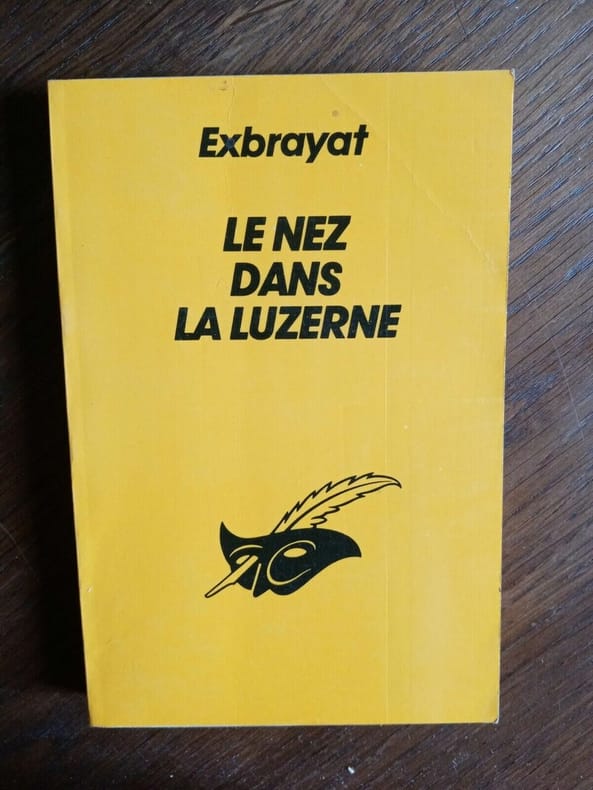 Exbrayat
LE NEZ
DANS
LA LUZERNE